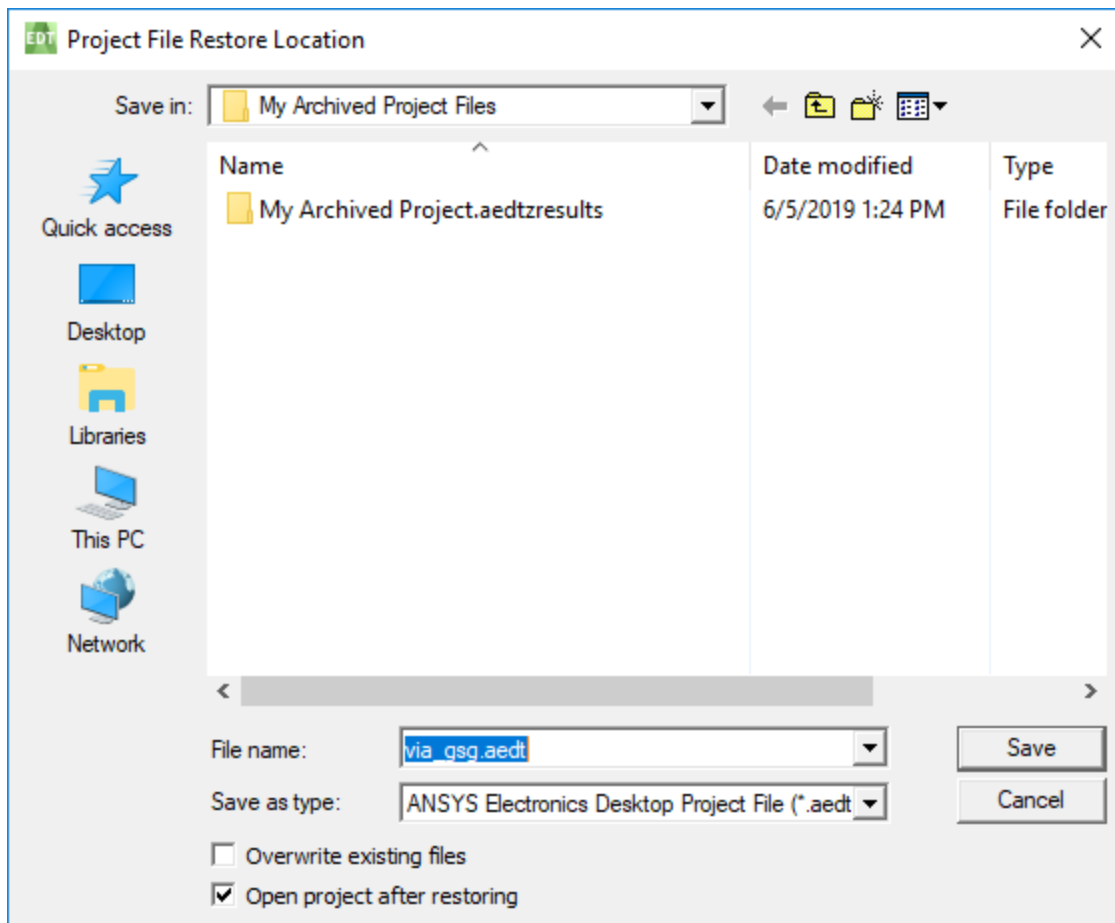 EDT Project File Restore Location
Save in: My Archived Project Files
Name Date modified Type
My Archived Project.aedtzresults 6/5/2019 1:24 PM File folder
Quick access
Desktop
Libraries
This PC
Network
File name: via_gsg.aedt Save
Save as type: ANSYS Electronics Desktop Project File (*.aedt Cancel
Overwrite existing files
Open project after restoring